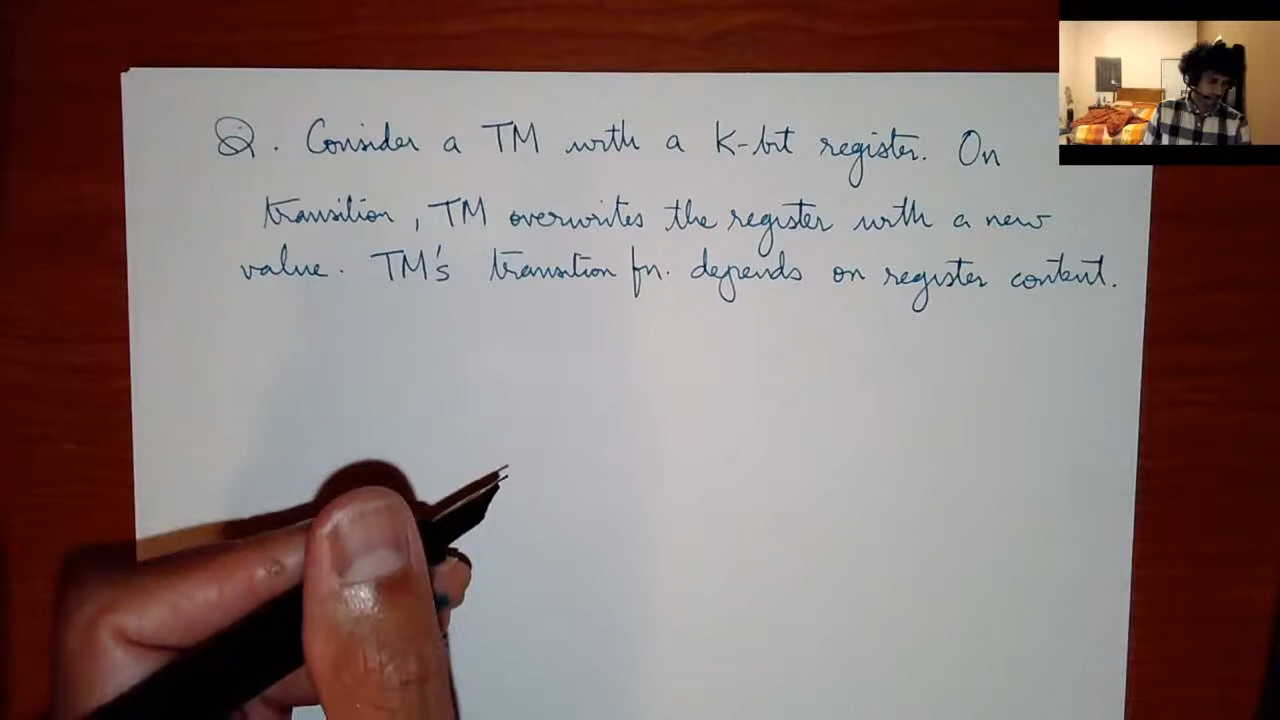 Q. Consider a TM with a K-bit register. On
transition, TM overwrites the register with a new
value. TM's transition fn. depends on register content.